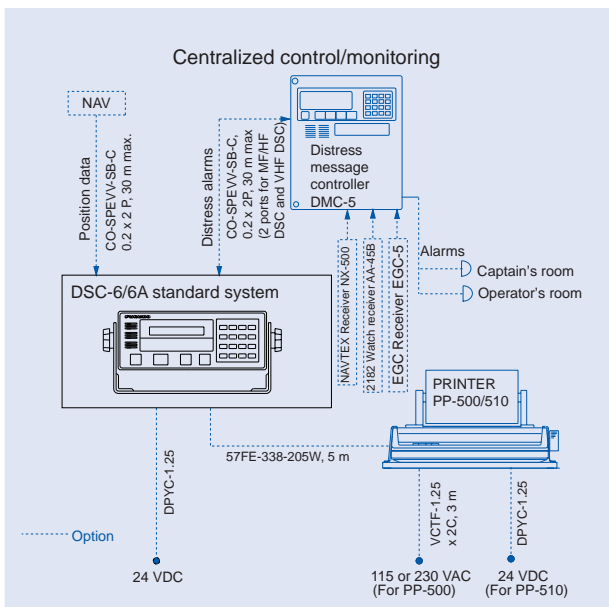 Centralized control/monitoring
NAV
Position data
CO-SPEVV-SB-C
0.2 x 2 P, 30 m max.
Distress alarms
CO-SPEVV-SB-C,
0.2 x 2P, 30 m max
(2 ports for MF/HF
DSC and VHF DSC)
Distress
message
controller
DMC-5
NAVTEX Receiver NX-500
2182 Watch receiver AA-45B
EGC Receiver EGC-5
Alarms
Captain's room
Operator's room
DSC-6/6A standard system
PRINTER
PP-500/510
57FE-338-205W, 5 m
DPYC-1.25
VCTF-1.25
x 2C, 3 m
DPYC-1.25
Option
24 VDC
115 or 230 VAC
(For PP-500)
24 VDC
(For PP-510)